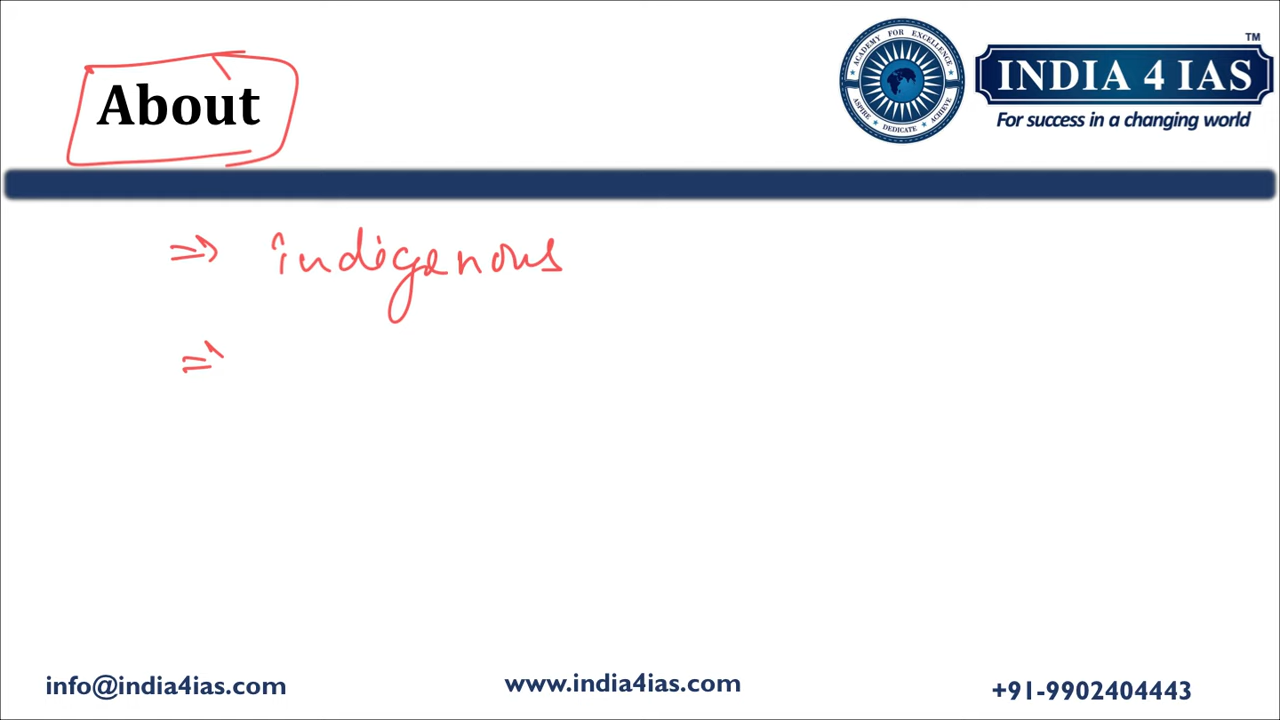 About
ACADEMY FOR EXCELLENCE
ASPIRE DEDICATE ACHIEVE
INDIA 4 IAS TM
For success in a changing world
⇒ indigenous
⇒
info@india4ias.com www.india4ias.com +91-9902404443